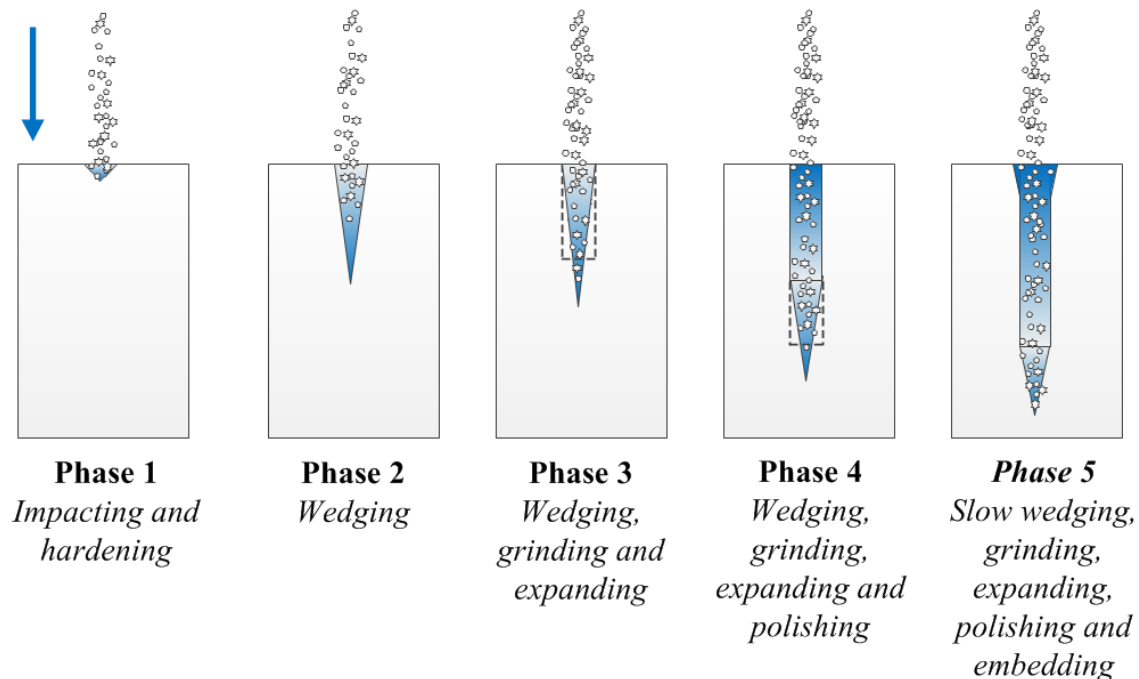 Phase 1
Impacting and
hardening
Phase 2
Wedging
Phase 3
Wedging,
grinding and
expanding
Phase 4
Wedging,
grinding,
expanding and
polishing
Phase 5
Slow wedging,
grinding,
expanding,
polishing and
embedding